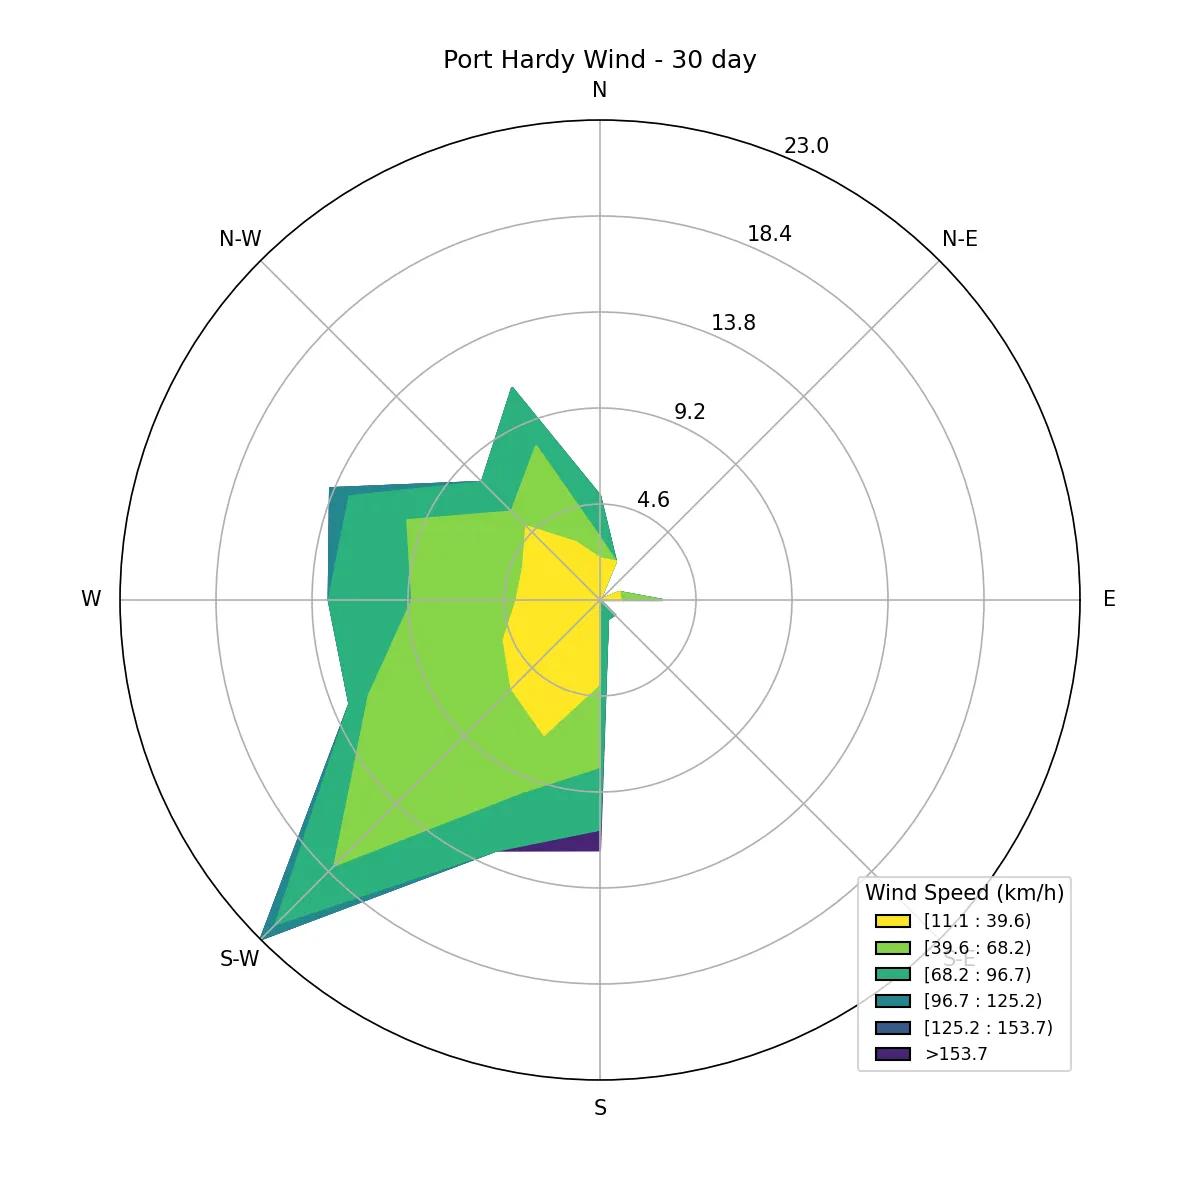 Port Hardy Wind - 30 day
N
23.0
18.4
N-W
N-E
13.8
9.2
4.6
W
E
S-W
S-E
Wind Speed (km/h)
[11.1 : 39.6)
[39.6 : 68.2)
[68.2 : 96.7)
[96.7 : 125.2)
[125.2 : 153.7)
>153.7
S